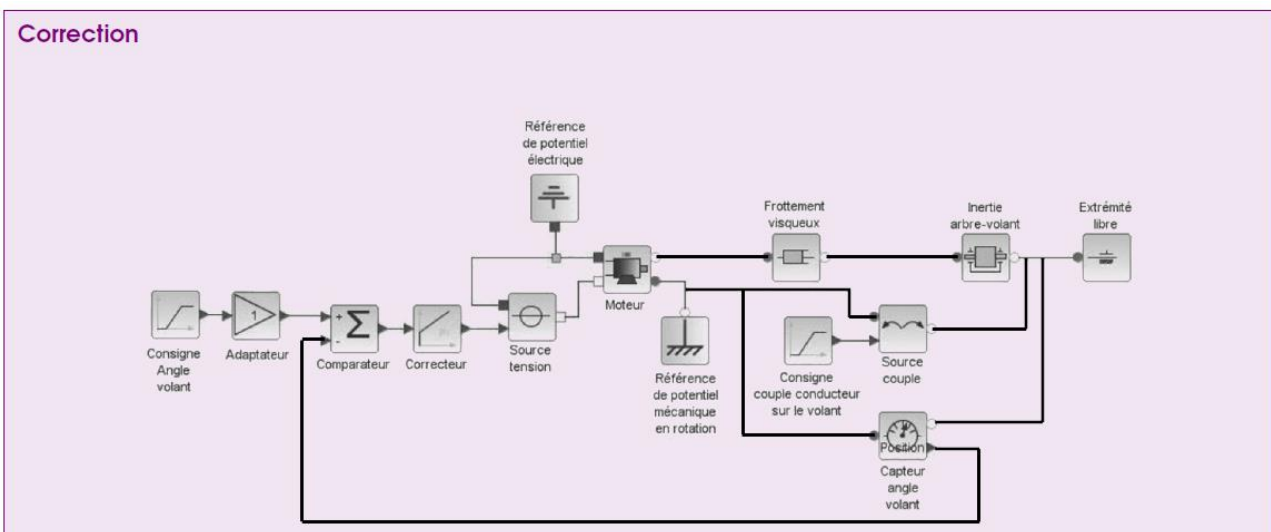 Correction
Référence
de potentiel
électrique
Frottement
visqueux
Inertie
arbre-volant
Extrémité
libre
Moteur
1
+
-
Σ
PI
Consigne
Angle
volant
Adaptateur
Comparateur
Correcteur
Source
tension
Référence
de potentiel
mécanique
en rotation
Consigne
couple conducteur
sur le volant
Source
couple
Position
Capteur
angle
volant